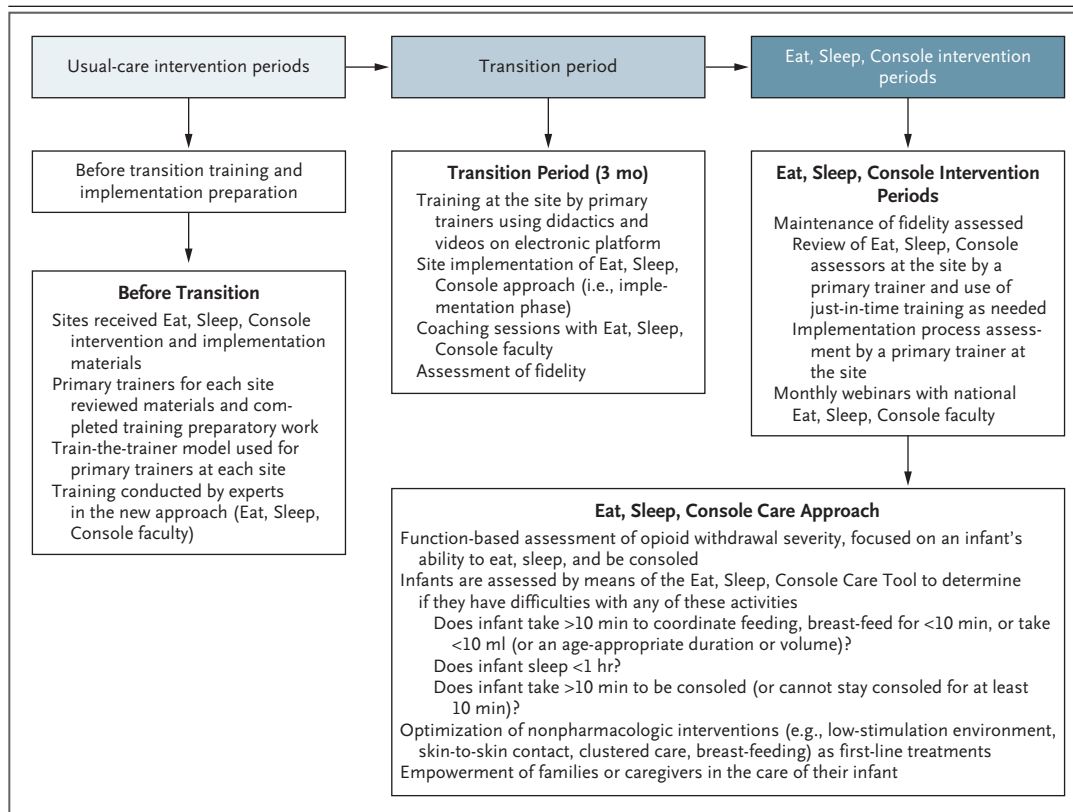 Usual-care intervention periods
Transition period
Eat, Sleep, Console intervention
periods
Before transition training and
implementation preparation
Before Transition
Sites received Eat, Sleep, Console
intervention and implementation
materials
Primary trainers for each site
reviewed materials and com-
pleted training preparatory work
Train-the-trainer model used for
primary trainers at each site
Training conducted by experts
in the new approach (Eat, Sleep,
Console faculty)
Transition Period (3 mo)
Training at the site by primary
trainers using didactics and
videos on electronic platform
Site implementation of Eat, Sleep,
Console approach (i.e., imple-
mentation phase)
Coaching sessions with Eat, Sleep,
Console faculty
Assessment of fidelity
Eat, Sleep, Console Intervention
Periods
Maintenance of fidelity assessed
Review of Eat, Sleep, Console
assessors at the site by a
primary trainer and use of
just-in-time training as needed
Implementation process assess-
ment by a primary trainer at
the site
Monthly webinars with national
Eat, Sleep, Console faculty
Eat, Sleep, Console Care Approach
Function-based assessment of opioid withdrawal severity, focused on an infant’s
ability to eat, sleep, and be consoled
Infants are assessed by means of the Eat, Sleep, Console Care Tool to determine
if they have difficulties with any of these activities
Does infant take >10 min to coordinate feeding, breast-feed for <10 min, or take
<10 ml (or an age-appropriate duration or volume)?
Does infant sleep <1 hr?
Does infant take >10 min to be consoled (or cannot stay consoled for at least
10 min)?
Optimization of nonpharmacologic interventions (e.g., low-stimulation environment,
skin-to-skin contact, clustered care, breast-feeding) as first-line treatments
Empowerment of families or caregivers in the care of their infant